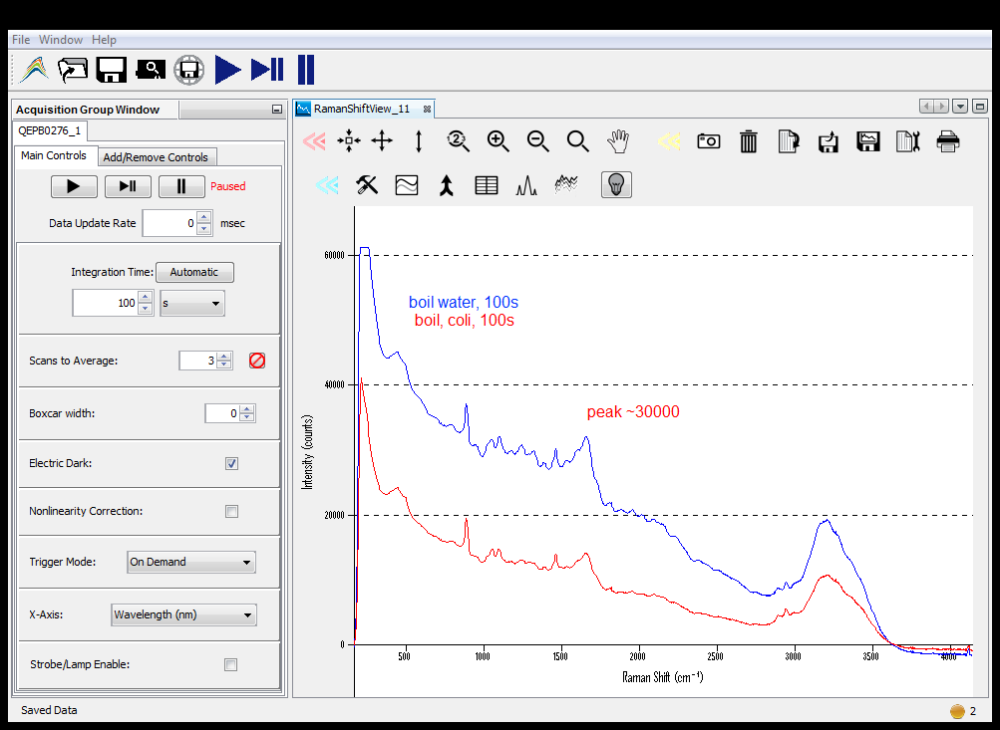 File Window Help
Acquisition Group Window
QEPB0276_1
Main Controls Add/Remove Controls
Paused
Data Update Rate 0 msec
Integration Time: Automatic
100 s
Scans to Average: 3
Boxcar width: 0
Electric Dark:
Nonlinearity Correction:
Trigger Mode: On Demand
X-Axis: Wavelength (nm)
Strobe/Lamp Enable:
Saved Data
RamanShiftView_11
2
60000
40000
20000
0
Intensity (counts)
boil water, 100s
boil, coli, 100s
peak ~30000
500 1000 1500 2000 2500 3000 3500 4000
Raman Shift (cm⁻¹)
2